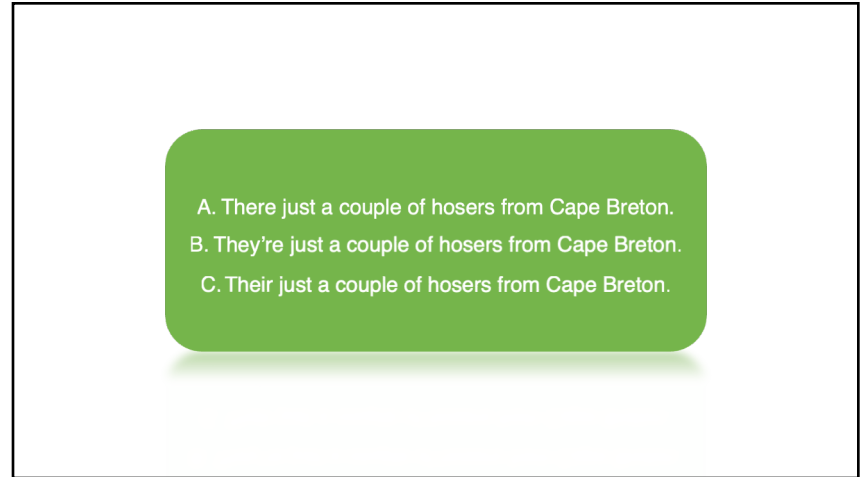 A. There just a couple of hosers from Cape Breton.
B. They’re just a couple of hosers from Cape Breton.
C. Their just a couple of hosers from Cape Breton.